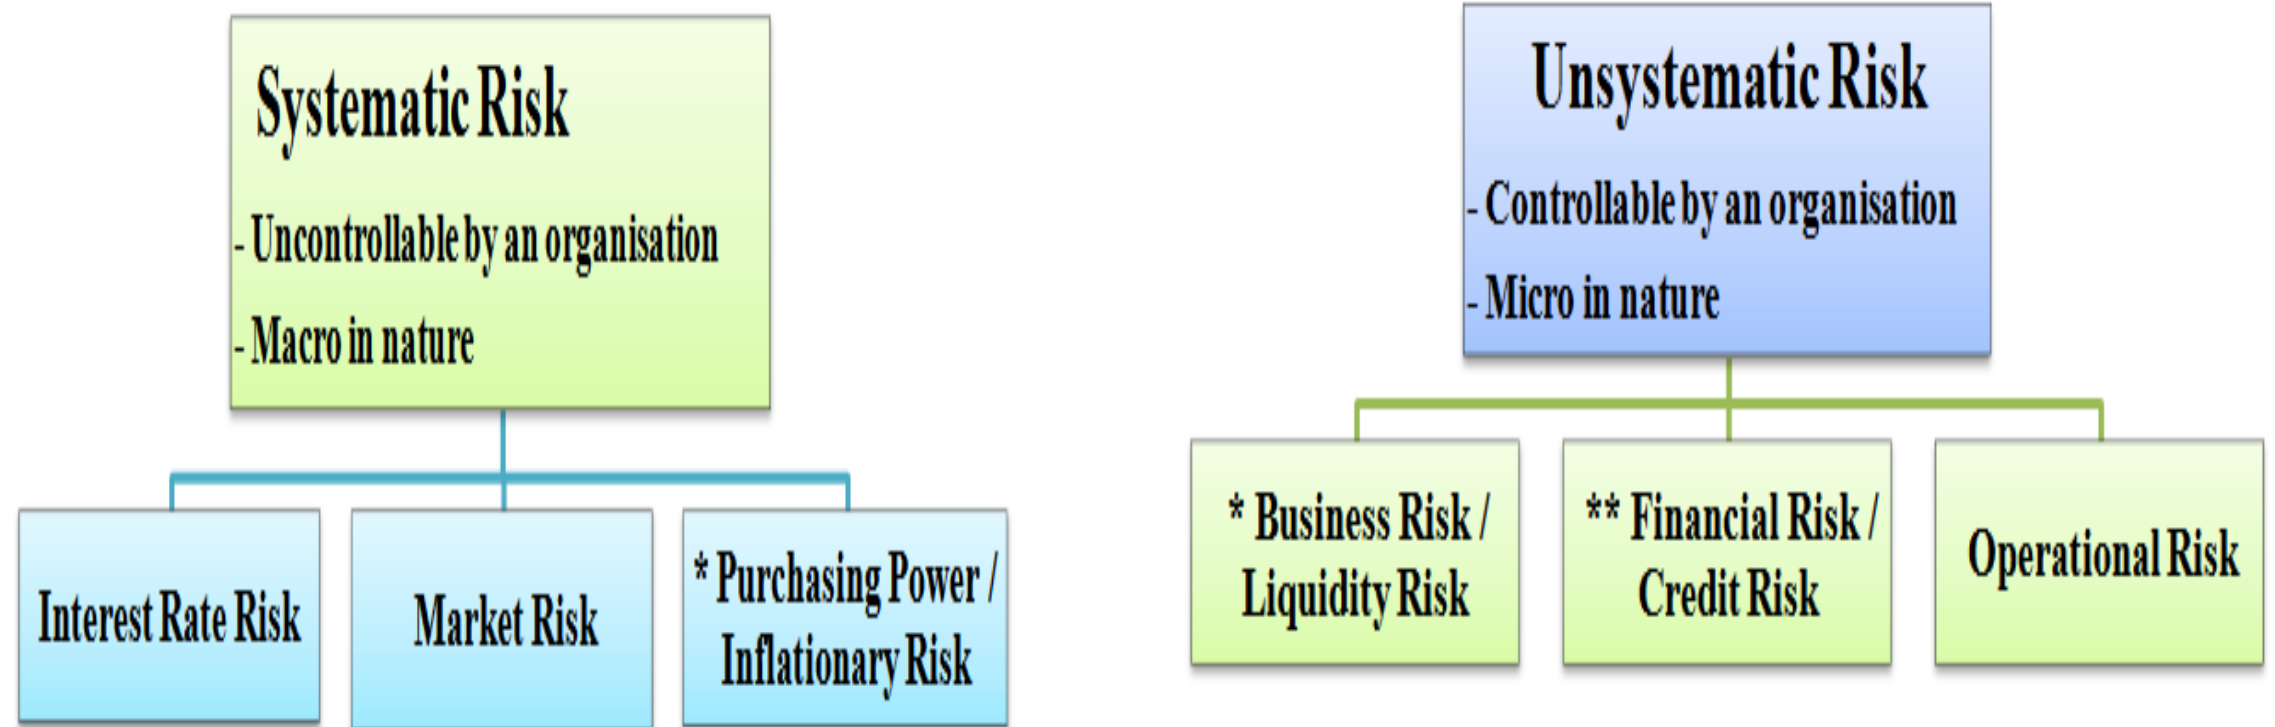 Systematic Risk
- Uncontrollable by an organisation
- Macro in nature
Interest Rate Risk
Market Risk
* Purchasing Power /
Inflationary Risk
Unsystematic Risk
- Controllable by an organisation
- Micro in nature
* Business Risk /
Liquidity Risk
** Financial Risk /
Credit Risk
Operational Risk